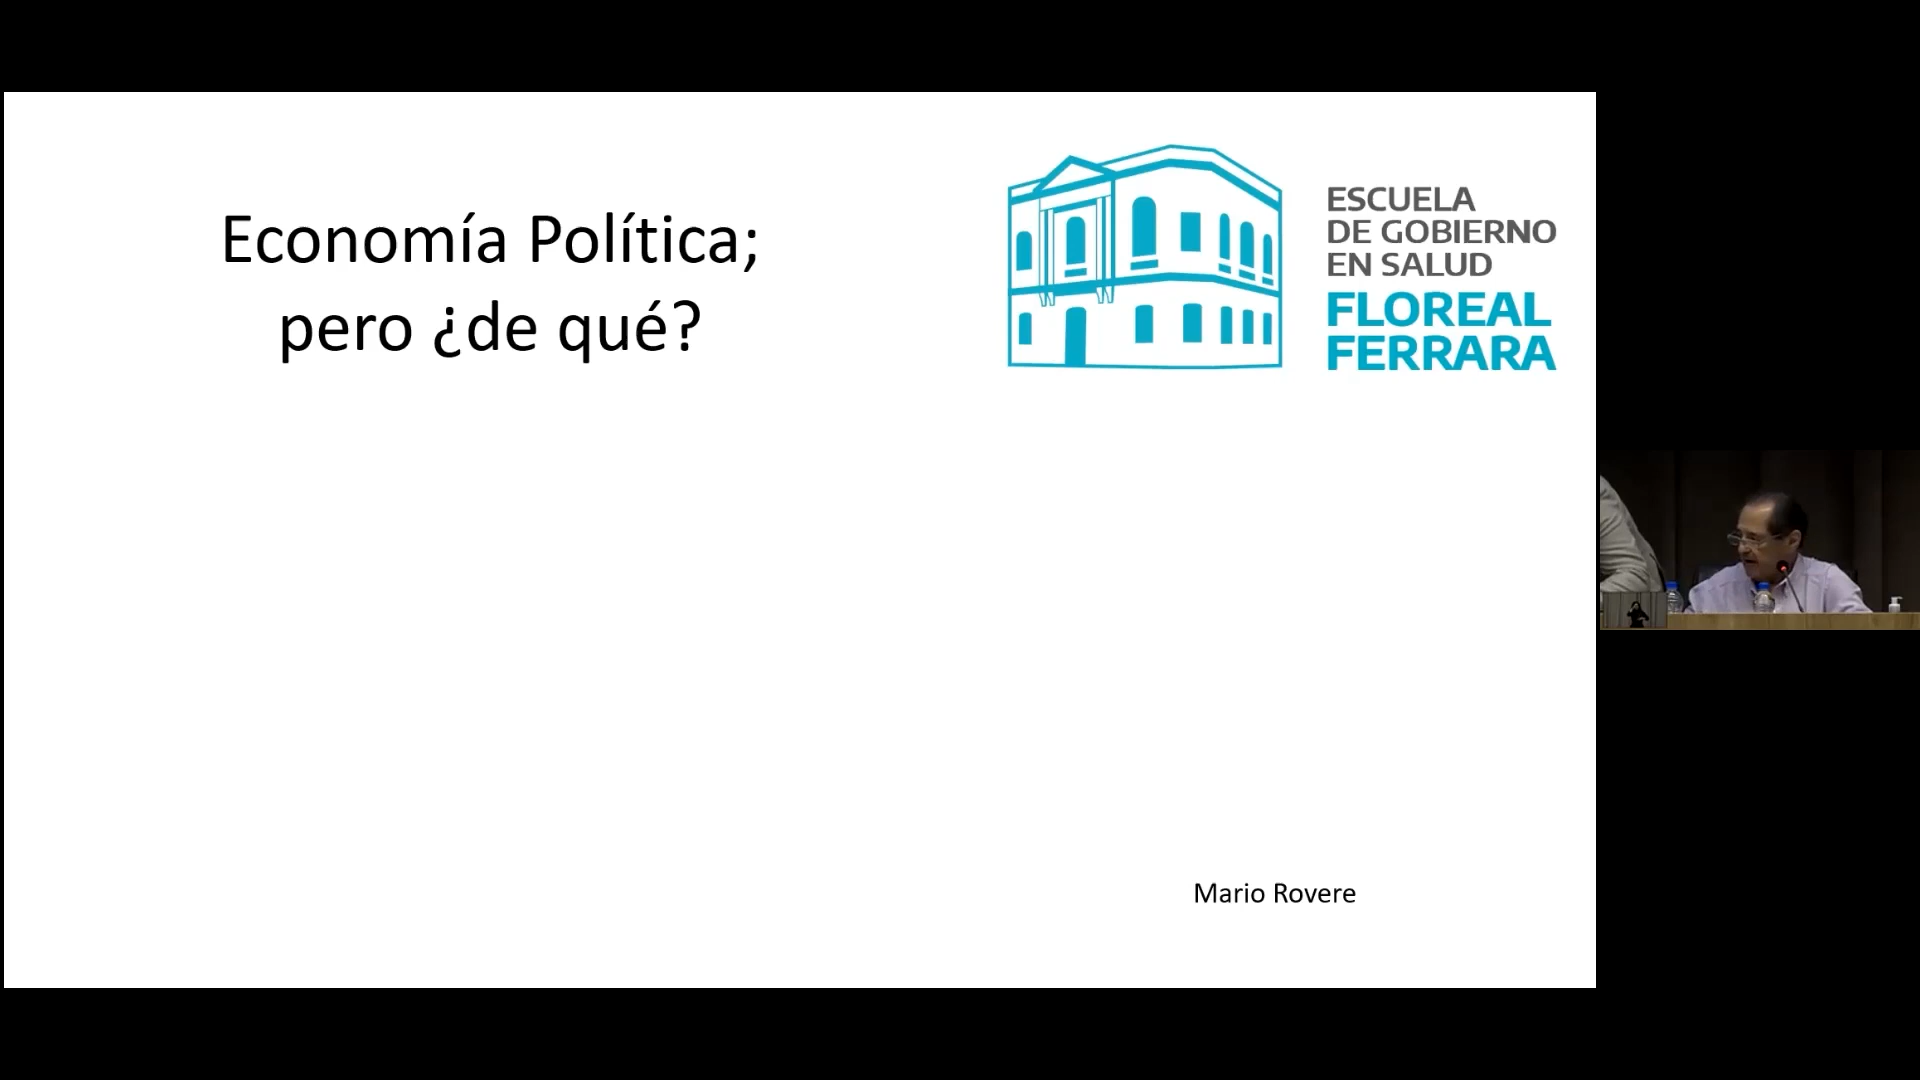 Economía Política;
pero ¿de qué?
ESCUELA
DE GOBIERNO
EN SALUD
FLOREAL
FERRARA
Mario Rovere